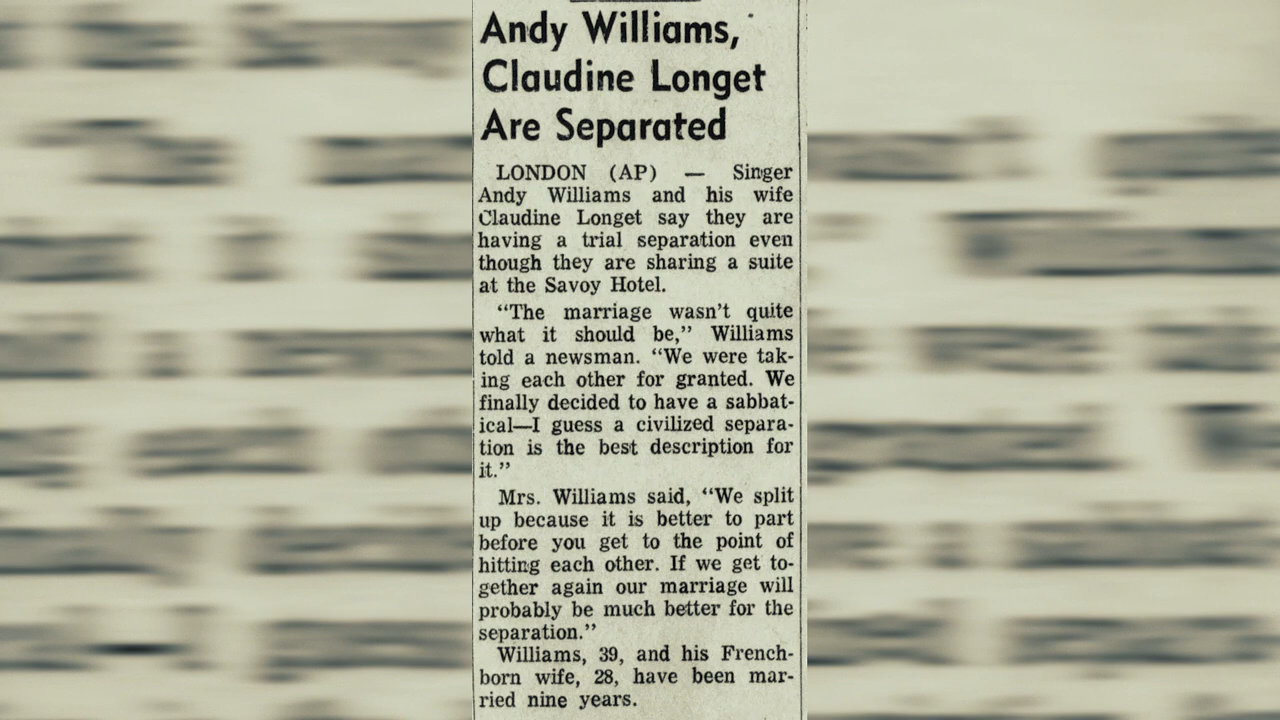 Andy Williams,
Claudine Longet
Are Separated
LONDON (AP) — Singer
Andy Williams and his wife
Claudine Longet say they are
having a trial separation even
though they are sharing a suite
at the Savoy Hotel.
“The marriage wasn’t quite
what it should be,” Williams
told a newsman. “We were tak-
ing each other for granted. We
finally decided to have a sabbat-
ical—I guess a civilized separa-
tion is the best description for
it.”
Mrs. Williams said, “We split
up because it is better to part
before you get to the point of
hitting each other. If we get to-
gether again our marriage will
probably be much better for the
separation.”
Williams, 39, and his French-
born wife, 28, have been mar-
ried nine years.